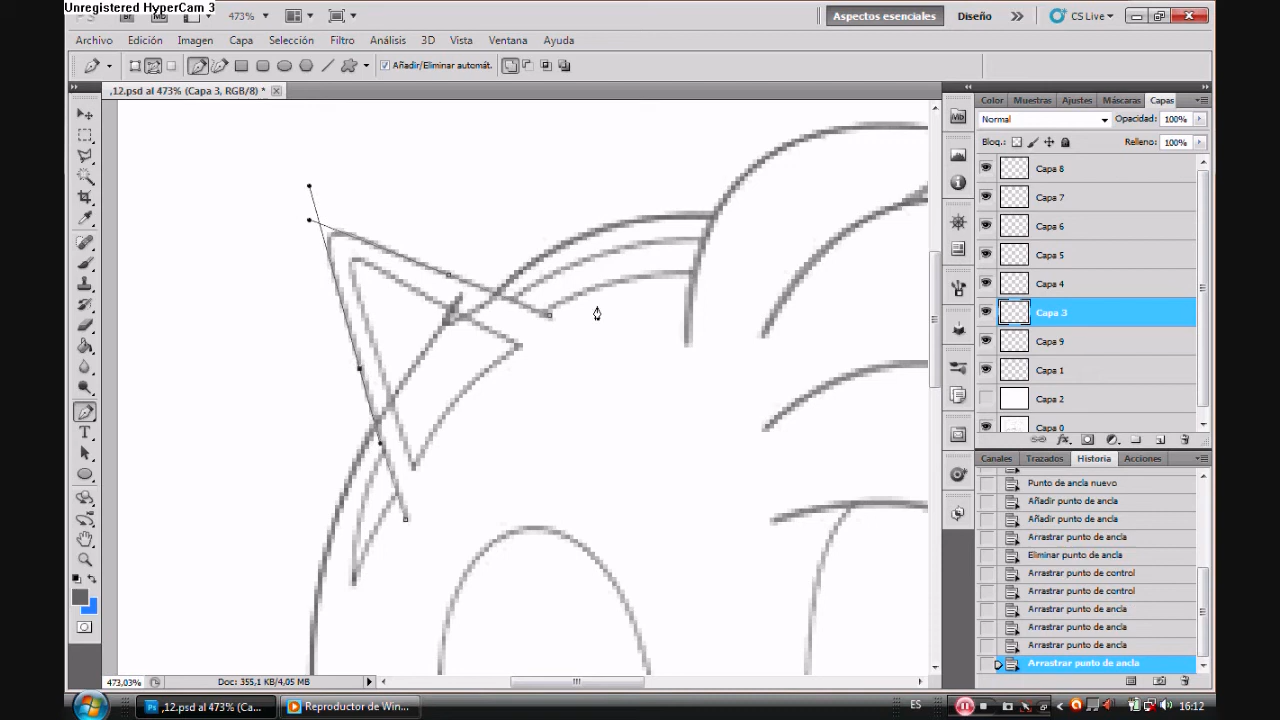 Unregistered HyperCam 3
Br Mb 473%
Aspectos esenciales Diseño CS Live
Archivo Edición Imagen Capa Selección Filtro Análisis 3D Vista Ventana Ayuda
Añadir/Eliminar automát.
,12.psd al 473% (Capa 3, RGB/8) *
Color Muestras Ajustes Máscaras Capas
Normal Opacidad: 100%
Bloq.: Relleno: 100%
Capa 8
Capa 7
Capa 6
Capa 5
Capa 4
Capa 3
Capa 9
Capa 1
Capa 2
Capa 0
Canales Trazados Historia Acciones
Punto de ancla nuevo
Añadir punto de ancla
Añadir punto de ancla
Arrastrar punto de ancla
Eliminar punto de ancla
Arrastrar punto de control
Arrastrar punto de control
Arrastrar punto de ancla
Arrastrar punto de ancla
Arrastrar punto de ancla
Arrastrar punto de ancla
473,03% Doc: 355,1 KB/4,05 MB
,12.psd al 473% (Ca... Reproductor de Win... ES 16:12